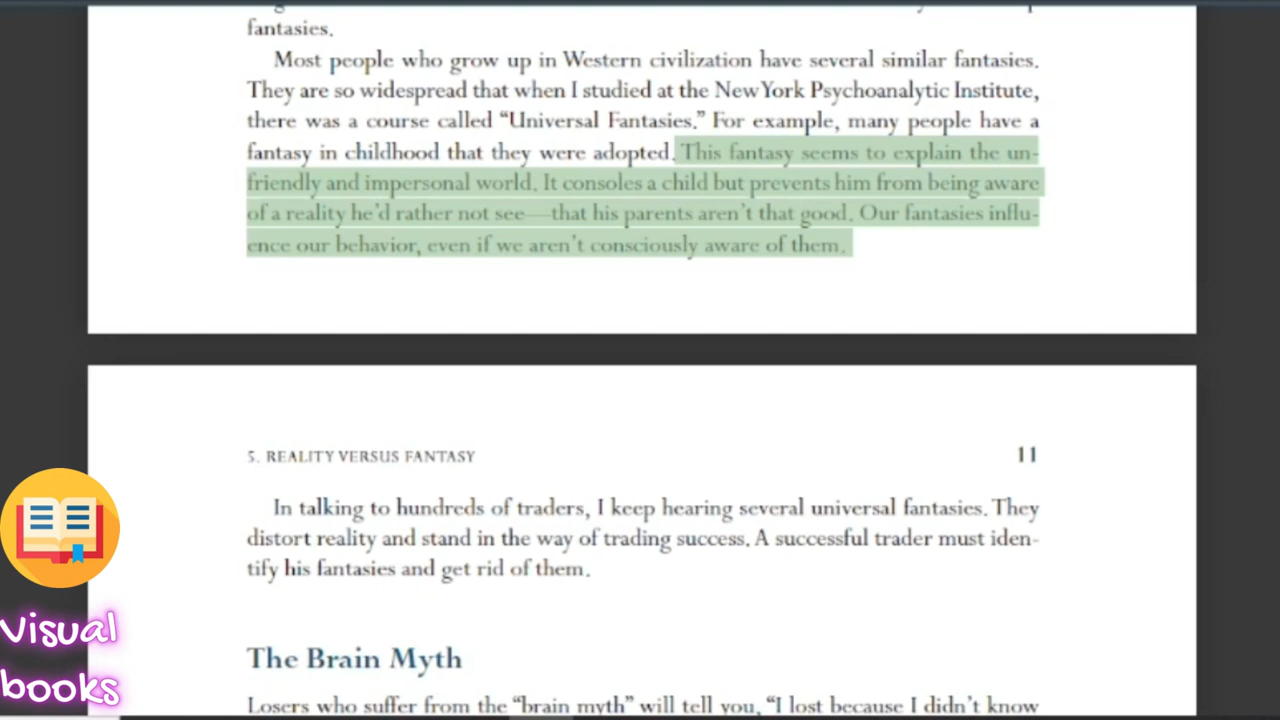 fantasies.
Most people who grow up in Western civilization have several similar fantasies.
They are so widespread that when I studied at the New York Psychoanalytic Institute,
there was a course called “Universal Fantasies.” For example, many people have a
fantasy in childhood that they were adopted. This fantasy seems to explain the un-
friendly and impersonal world. It consoles a child but prevents him from being aware
of a reality he’d rather not see—that his parents aren’t that good. Our fantasies influ-
ence our behavior, even if we aren’t consciously aware of them.
5. REALITY VERSUS FANTASY 11
In talking to hundreds of traders, I keep hearing several universal fantasies. They
distort reality and stand in the way of trading success. A successful trader must iden-
tify his fantasies and get rid of them.
The Brain Myth
Losers who suffer from the “brain myth” will tell you, “I lost because I didn’t know
Visual
books